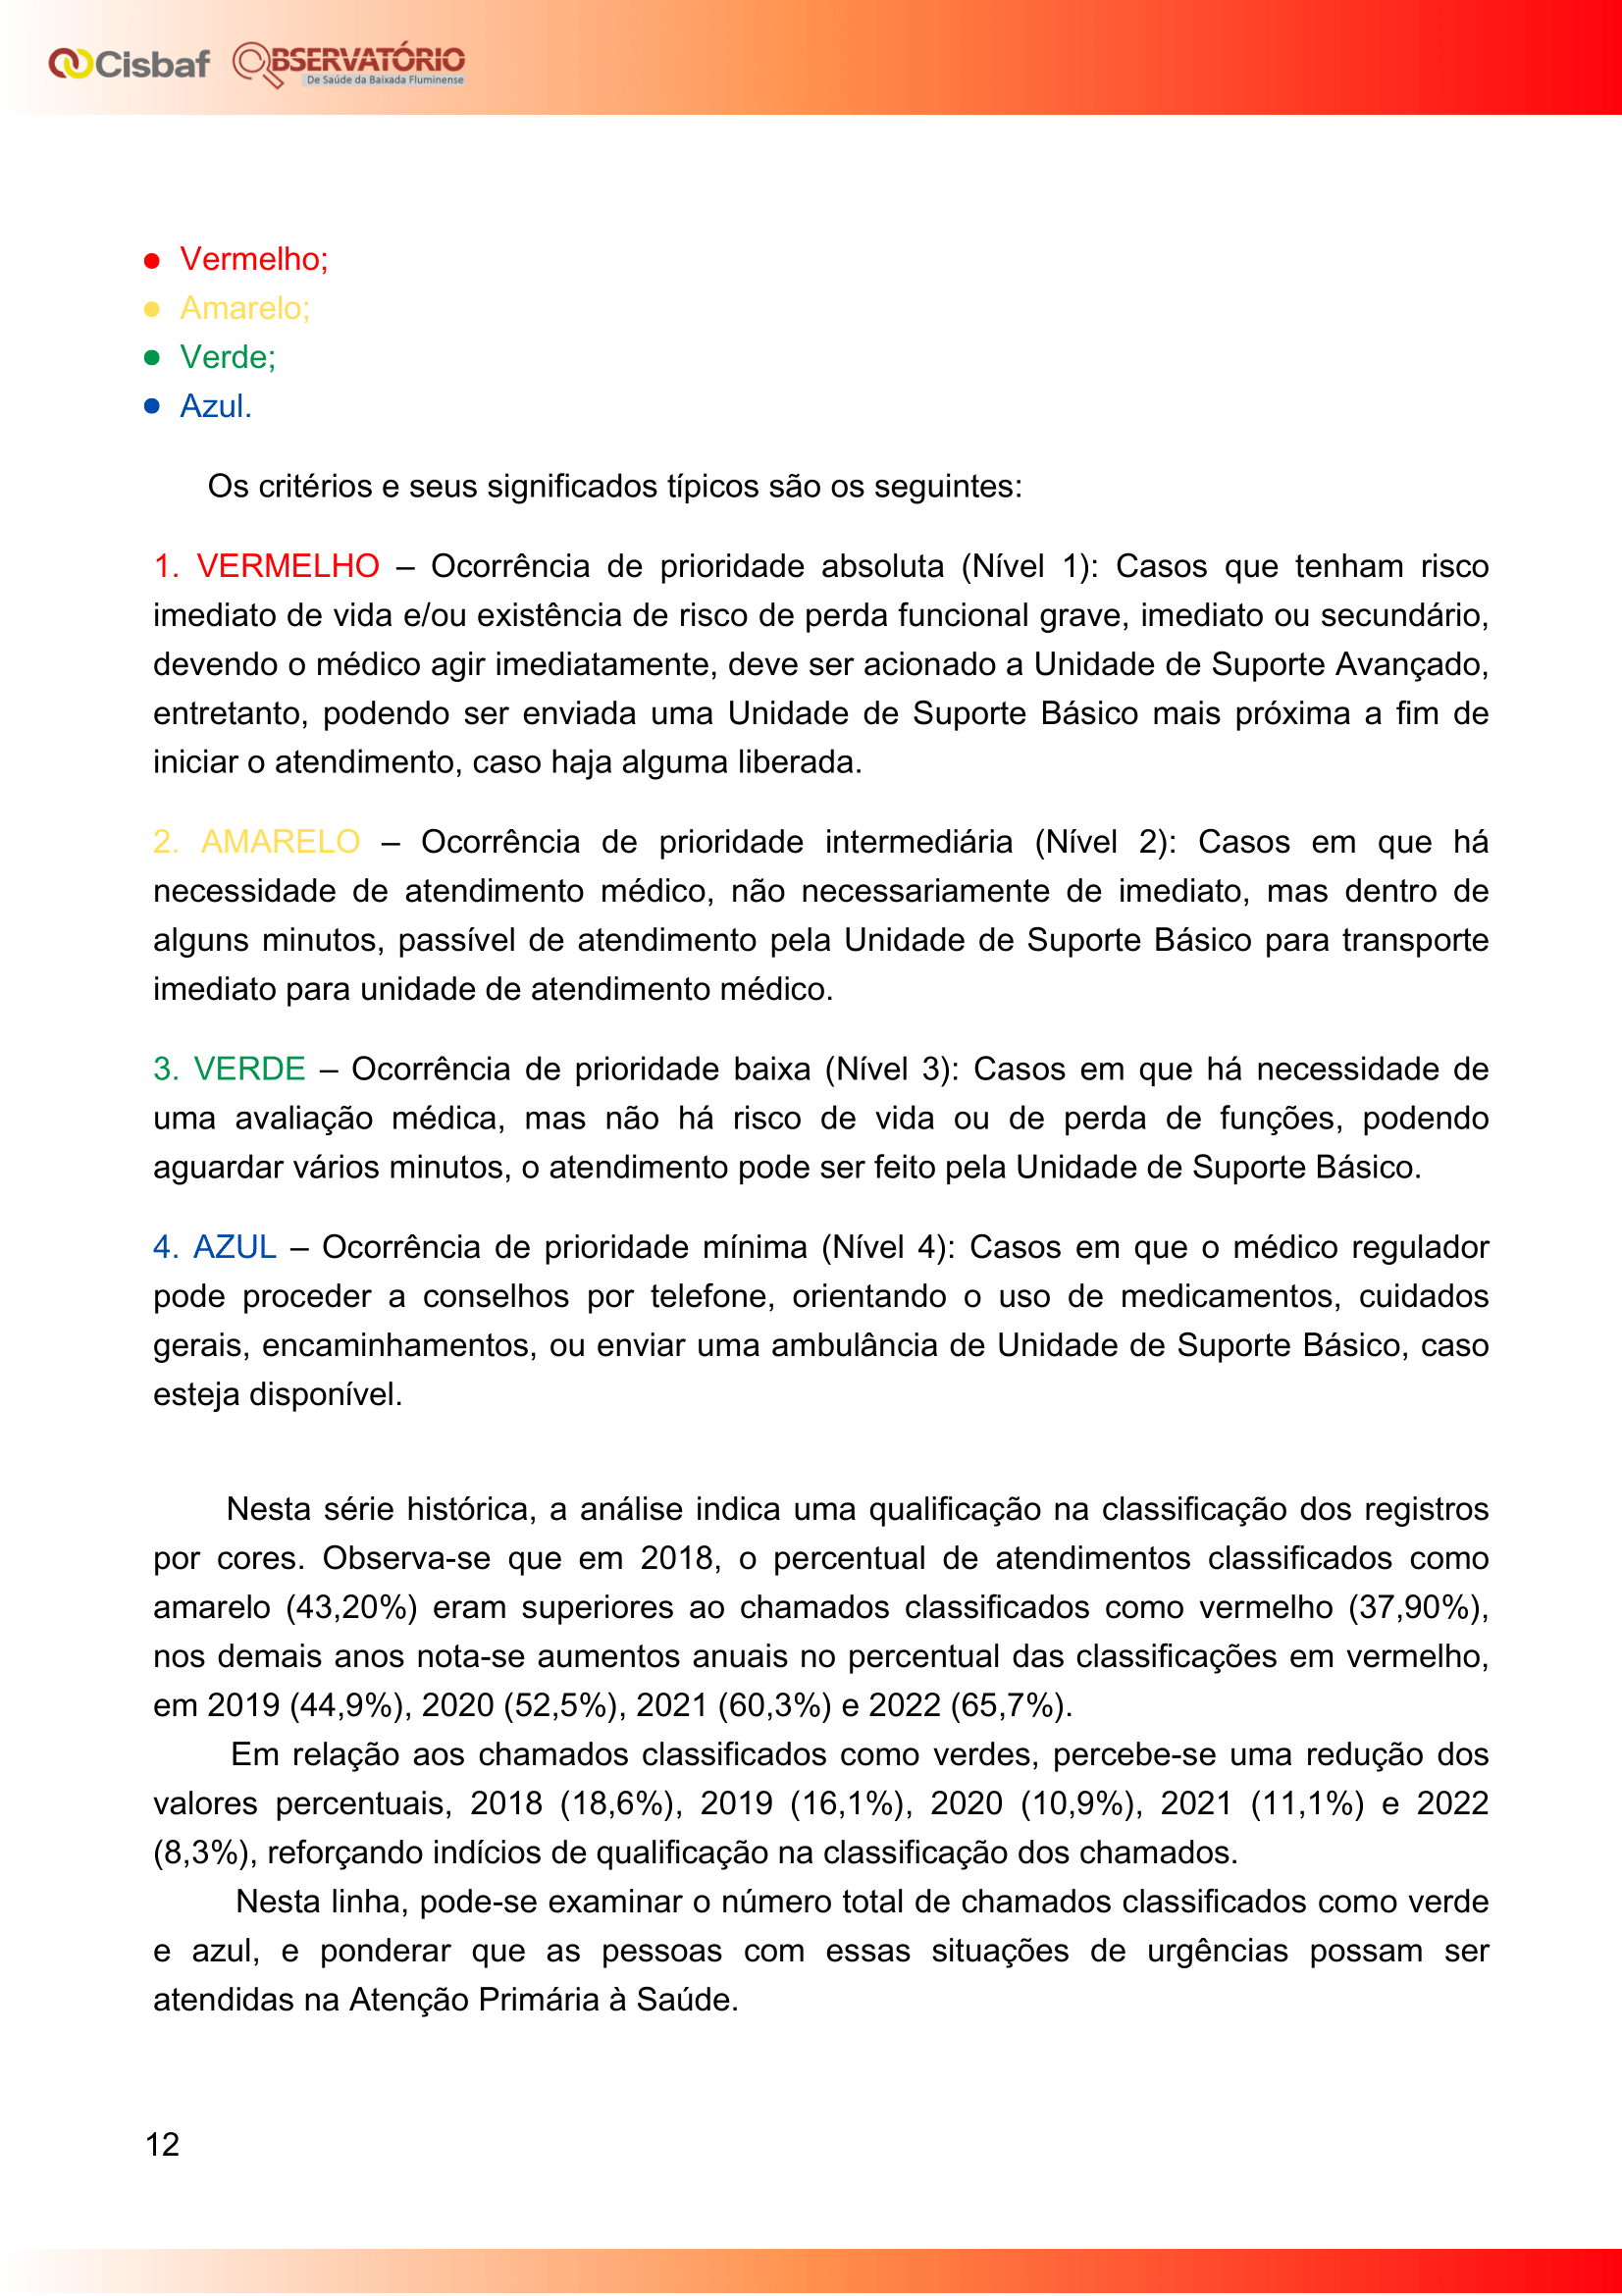 Cisbaf
OBSERVATÓRIO
De Saúde da Baixada Fluminense
● Vermelho;
● Amarelo;
● Verde;
● Azul.
Os critérios e seus significados típicos são os seguintes:
1. VERMELHO – Ocorrência de prioridade absoluta (Nível 1): Casos que tenham risco
imediato de vida e/ou existência de risco de perda funcional grave, imediato ou secundário,
devendo o médico agir imediatamente, deve ser acionado a Unidade de Suporte Avançado,
entretanto, podendo ser enviada uma Unidade de Suporte Básico mais próxima a fim de
iniciar o atendimento, caso haja alguma liberada.
2. AMARELO – Ocorrência de prioridade intermediária (Nível 2): Casos em que há
necessidade de atendimento médico, não necessariamente de imediato, mas dentro de
alguns minutos, passível de atendimento pela Unidade de Suporte Básico para transporte
imediato para unidade de atendimento médico.
3. VERDE – Ocorrência de prioridade baixa (Nível 3): Casos em que há necessidade de
uma avaliação médica, mas não há risco de vida ou de perda de funções, podendo
aguardar vários minutos, o atendimento pode ser feito pela Unidade de Suporte Básico.
4. AZUL – Ocorrência de prioridade mínima (Nível 4): Casos em que o médico regulador
pode proceder a conselhos por telefone, orientando o uso de medicamentos, cuidados
gerais, encaminhamentos, ou enviar uma ambulância de Unidade de Suporte Básico, caso
esteja disponível.
Nesta série histórica, a análise indica uma qualificação na classificação dos registros
por cores. Observa-se que em 2018, o percentual de atendimentos classificados como
amarelo (43,20%) eram superiores ao chamados classificados como vermelho (37,90%),
nos demais anos nota-se aumentos anuais no percentual das classificações em vermelho,
em 2019 (44,9%), 2020 (52,5%), 2021 (60,3%) e 2022 (65,7%).
Em relação aos chamados classificados como verdes, percebe-se uma redução dos
valores percentuais, 2018 (18,6%), 2019 (16,1%), 2020 (10,9%), 2021 (11,1%) e 2022
(8,3%), reforçando indícios de qualificação na classificação dos chamados.
Nesta linha, pode-se examinar o número total de chamados classificados como verde
e azul, e ponderar que as pessoas com essas situações de urgências possam ser
atendidas na Atenção Primária à Saúde.
12